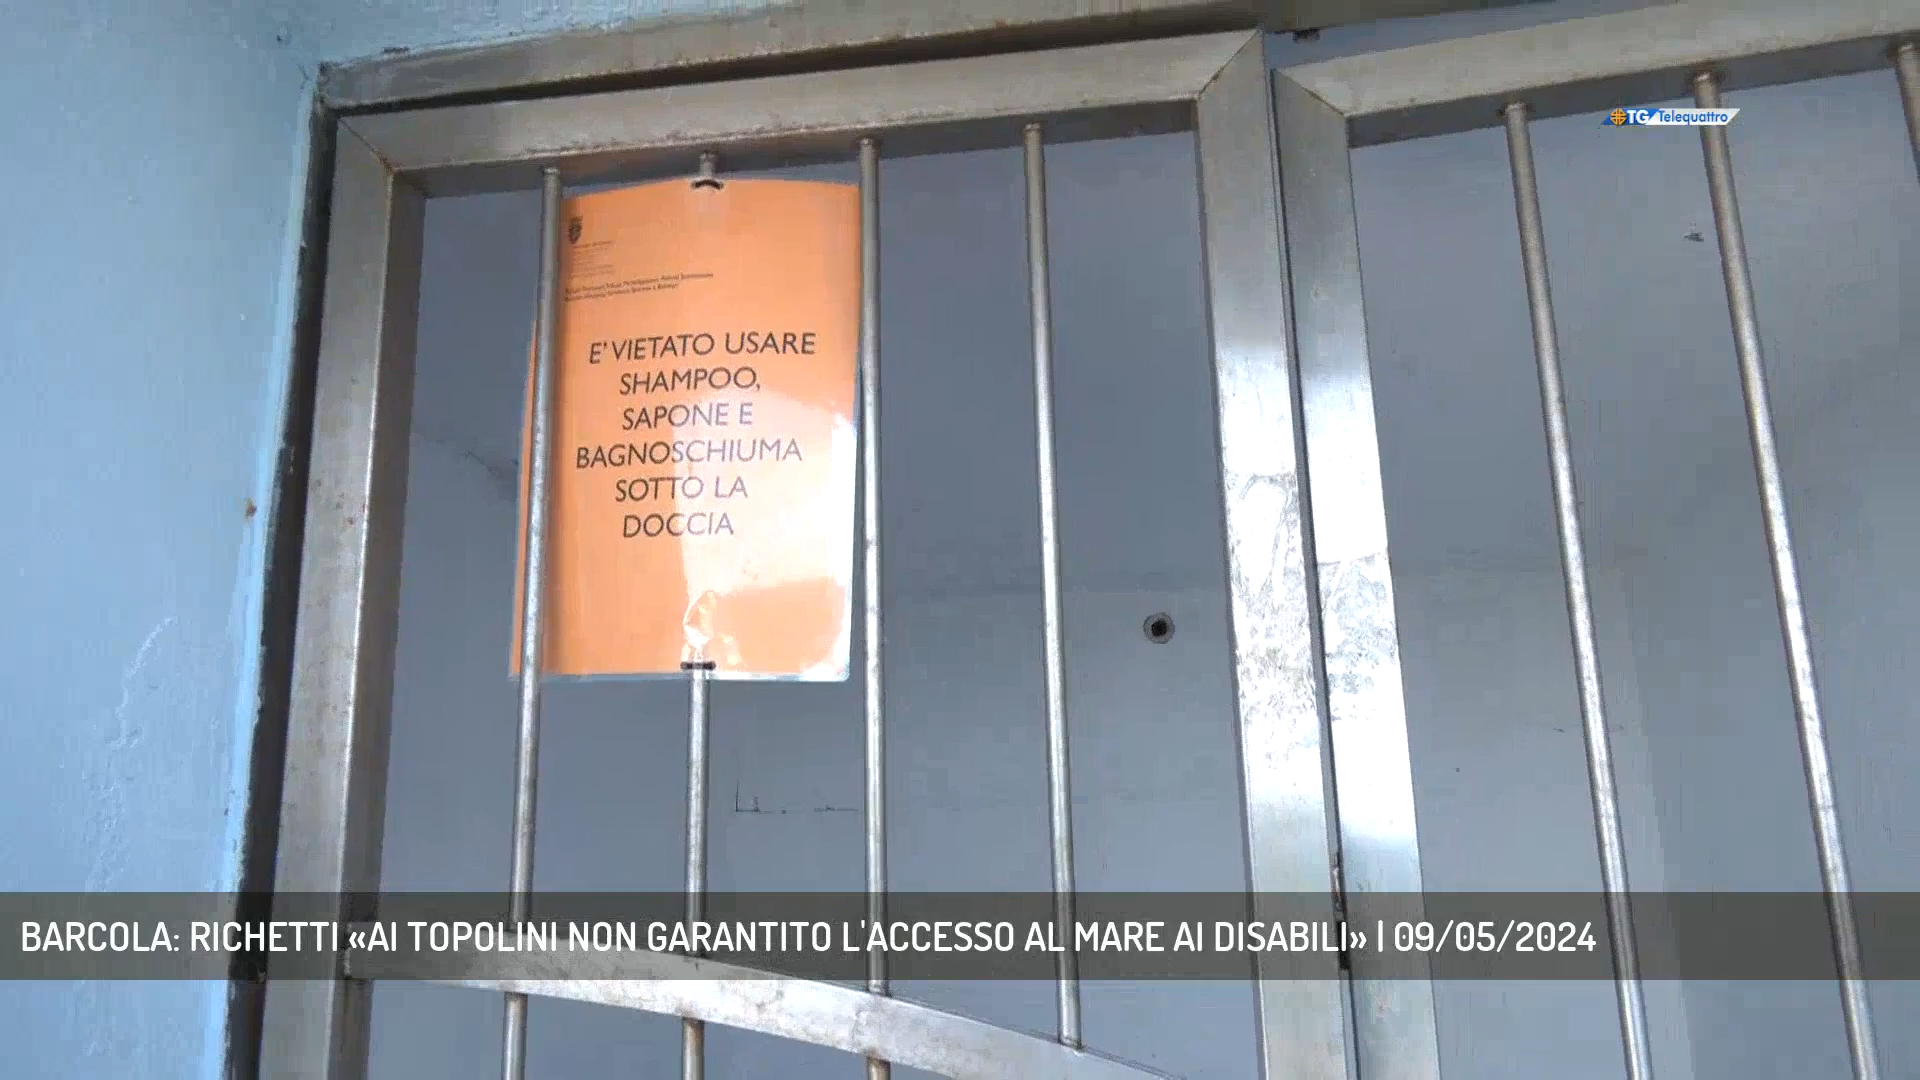 TG Telequattro
E' VIETATO USARE
SHAMPOO,
SAPONE E
BAGNOSCHIUMA
SOTTO LA
DOCCIA
BARCOLA: RICHETTI «AI TOPOLINI NON GARANTITO L'ACCESSO AL MARE AI DISABILI» | 09/05/2024